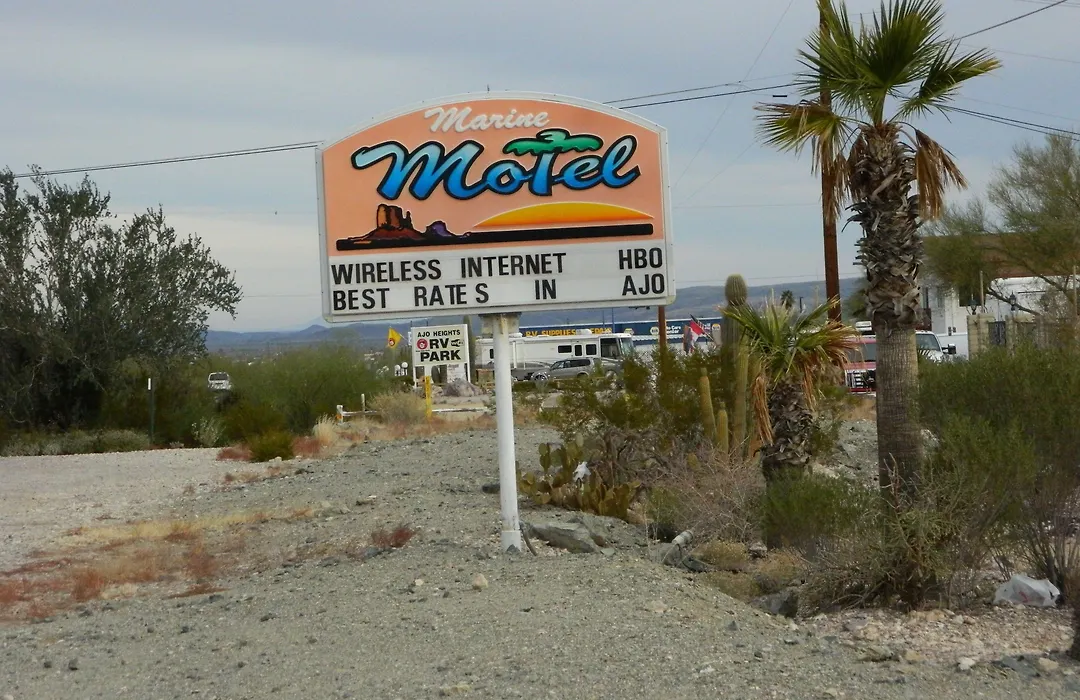 Marine
Motel
WIRELESS INTERNET HBO
BEST RATES IN AJO
AJO HEIGHTS
RV
PARK
RV SUPPLIES